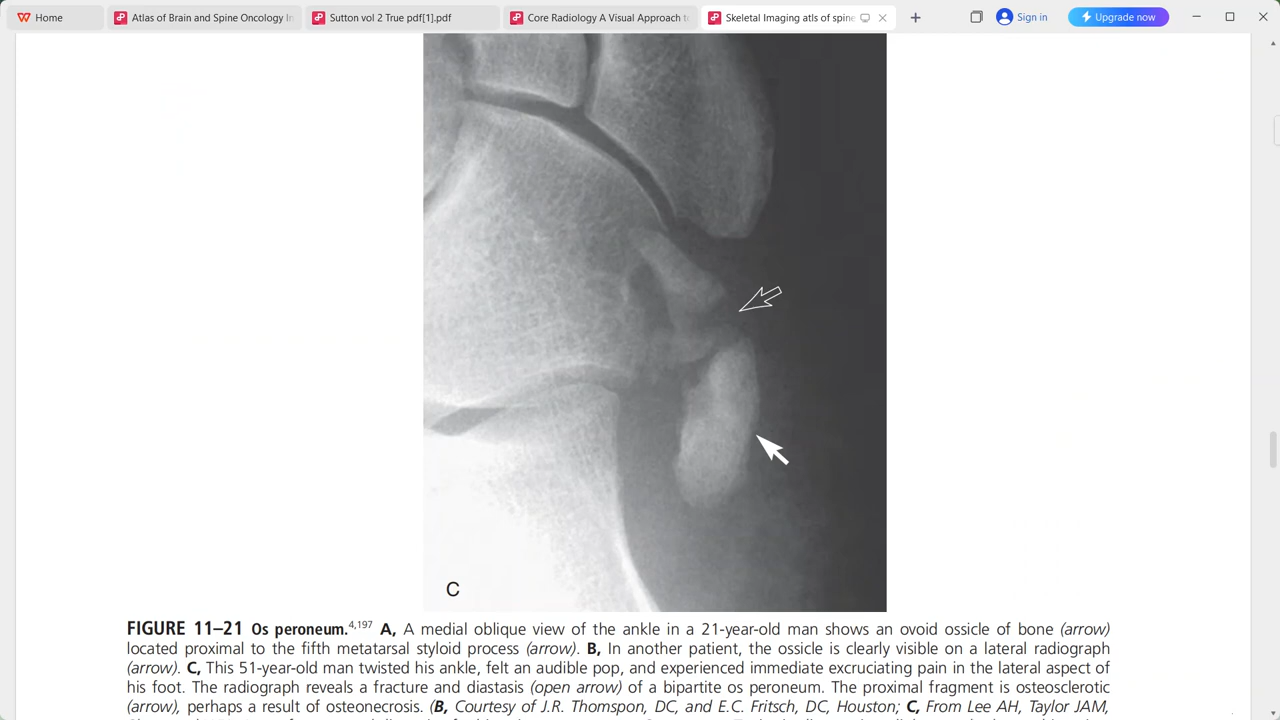 Home
Atlas of Brain and Spine Oncology I
Sutton vol 2 True pdf[1].pdf
Core Radiology A Visual Approach to
Skeletal Imaging atls of spine
Sign in
Upgrade now
C
FIGURE 11–21 Os peroneum.4,197 A, A medial oblique view of the ankle in a 21-year-old man shows an ovoid ossicle of bone (arrow)
located proximal to the fifth metatarsal styloid process (arrow). B, In another patient, the ossicle is clearly visible on a lateral radiograph
(arrow). C, This 51-year-old man twisted his ankle, felt an audible pop, and experienced immediate excruciating pain in the lateral aspect of
his foot. The radiograph reveals a fracture and diastasis (open arrow) of a bipartite os peroneum. The proximal fragment is osteosclerotic
(arrow), perhaps a result of osteonecrosis. (B, Courtesy of J.R. Thompson, DC, and E.C. Fritsch, DC, Houston; C, From Lee AH, Taylor JAM,